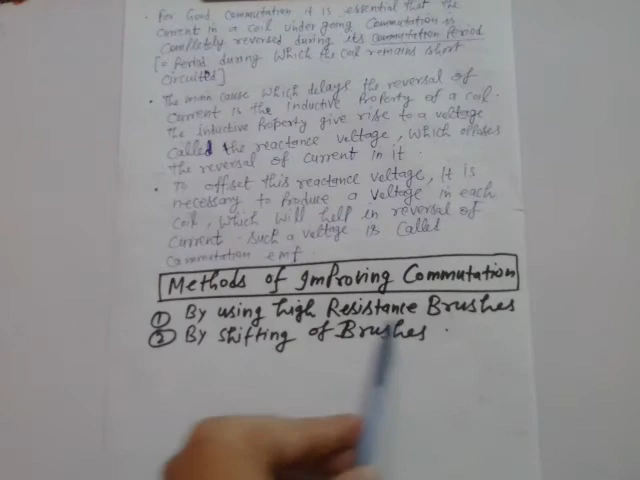 • For Good Commutation it is essential that the
Current in a coil undergoing Commutation is
Completely reversed during its Commutation Period
[= Period during which the coil remains short
circuited]
• The main cause which delays the reversal of
Current is the inductive Property of a coil.
The inductive Property give rise to a voltage
Called the reactance voltage, which opposes
the reversal of current in it.
• To offset this reactance voltage, it is
necessary to Produce a voltage in each
Coil, which will help in reversal of
Current. Such a voltage is called
Commutation emf.
Methods of Improving Commutation
① By using high Resistance Brushes
② By Shifting of Brushes.